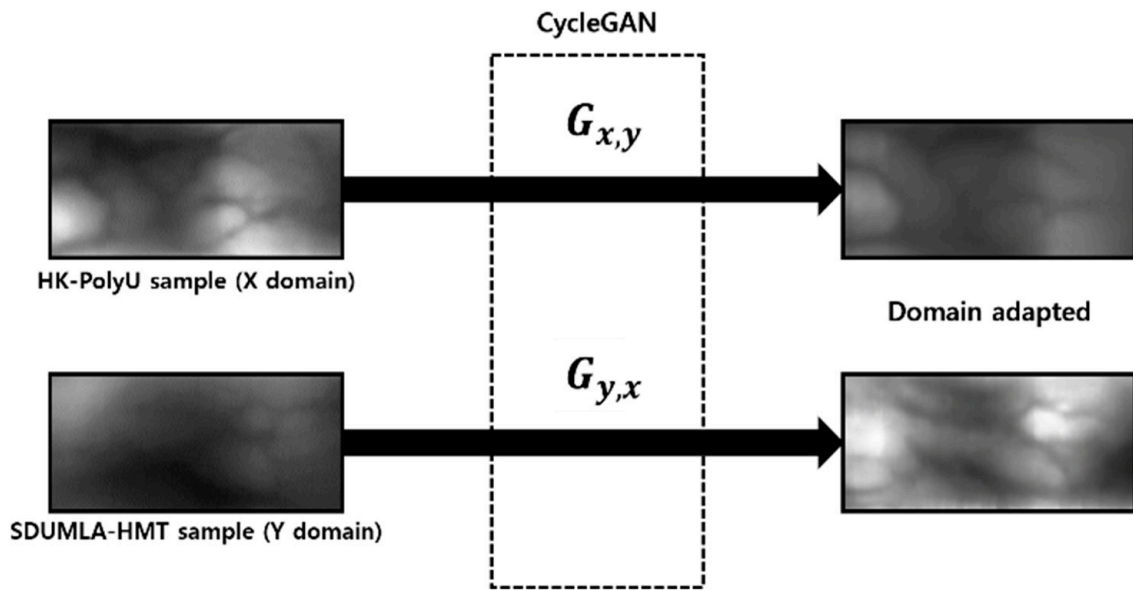 CycleGAN
G_{x,y}
HK-PolyU sample (X domain)
Domain adapted
G_{y,x}
SDUMLA-HMT sample (Y domain)